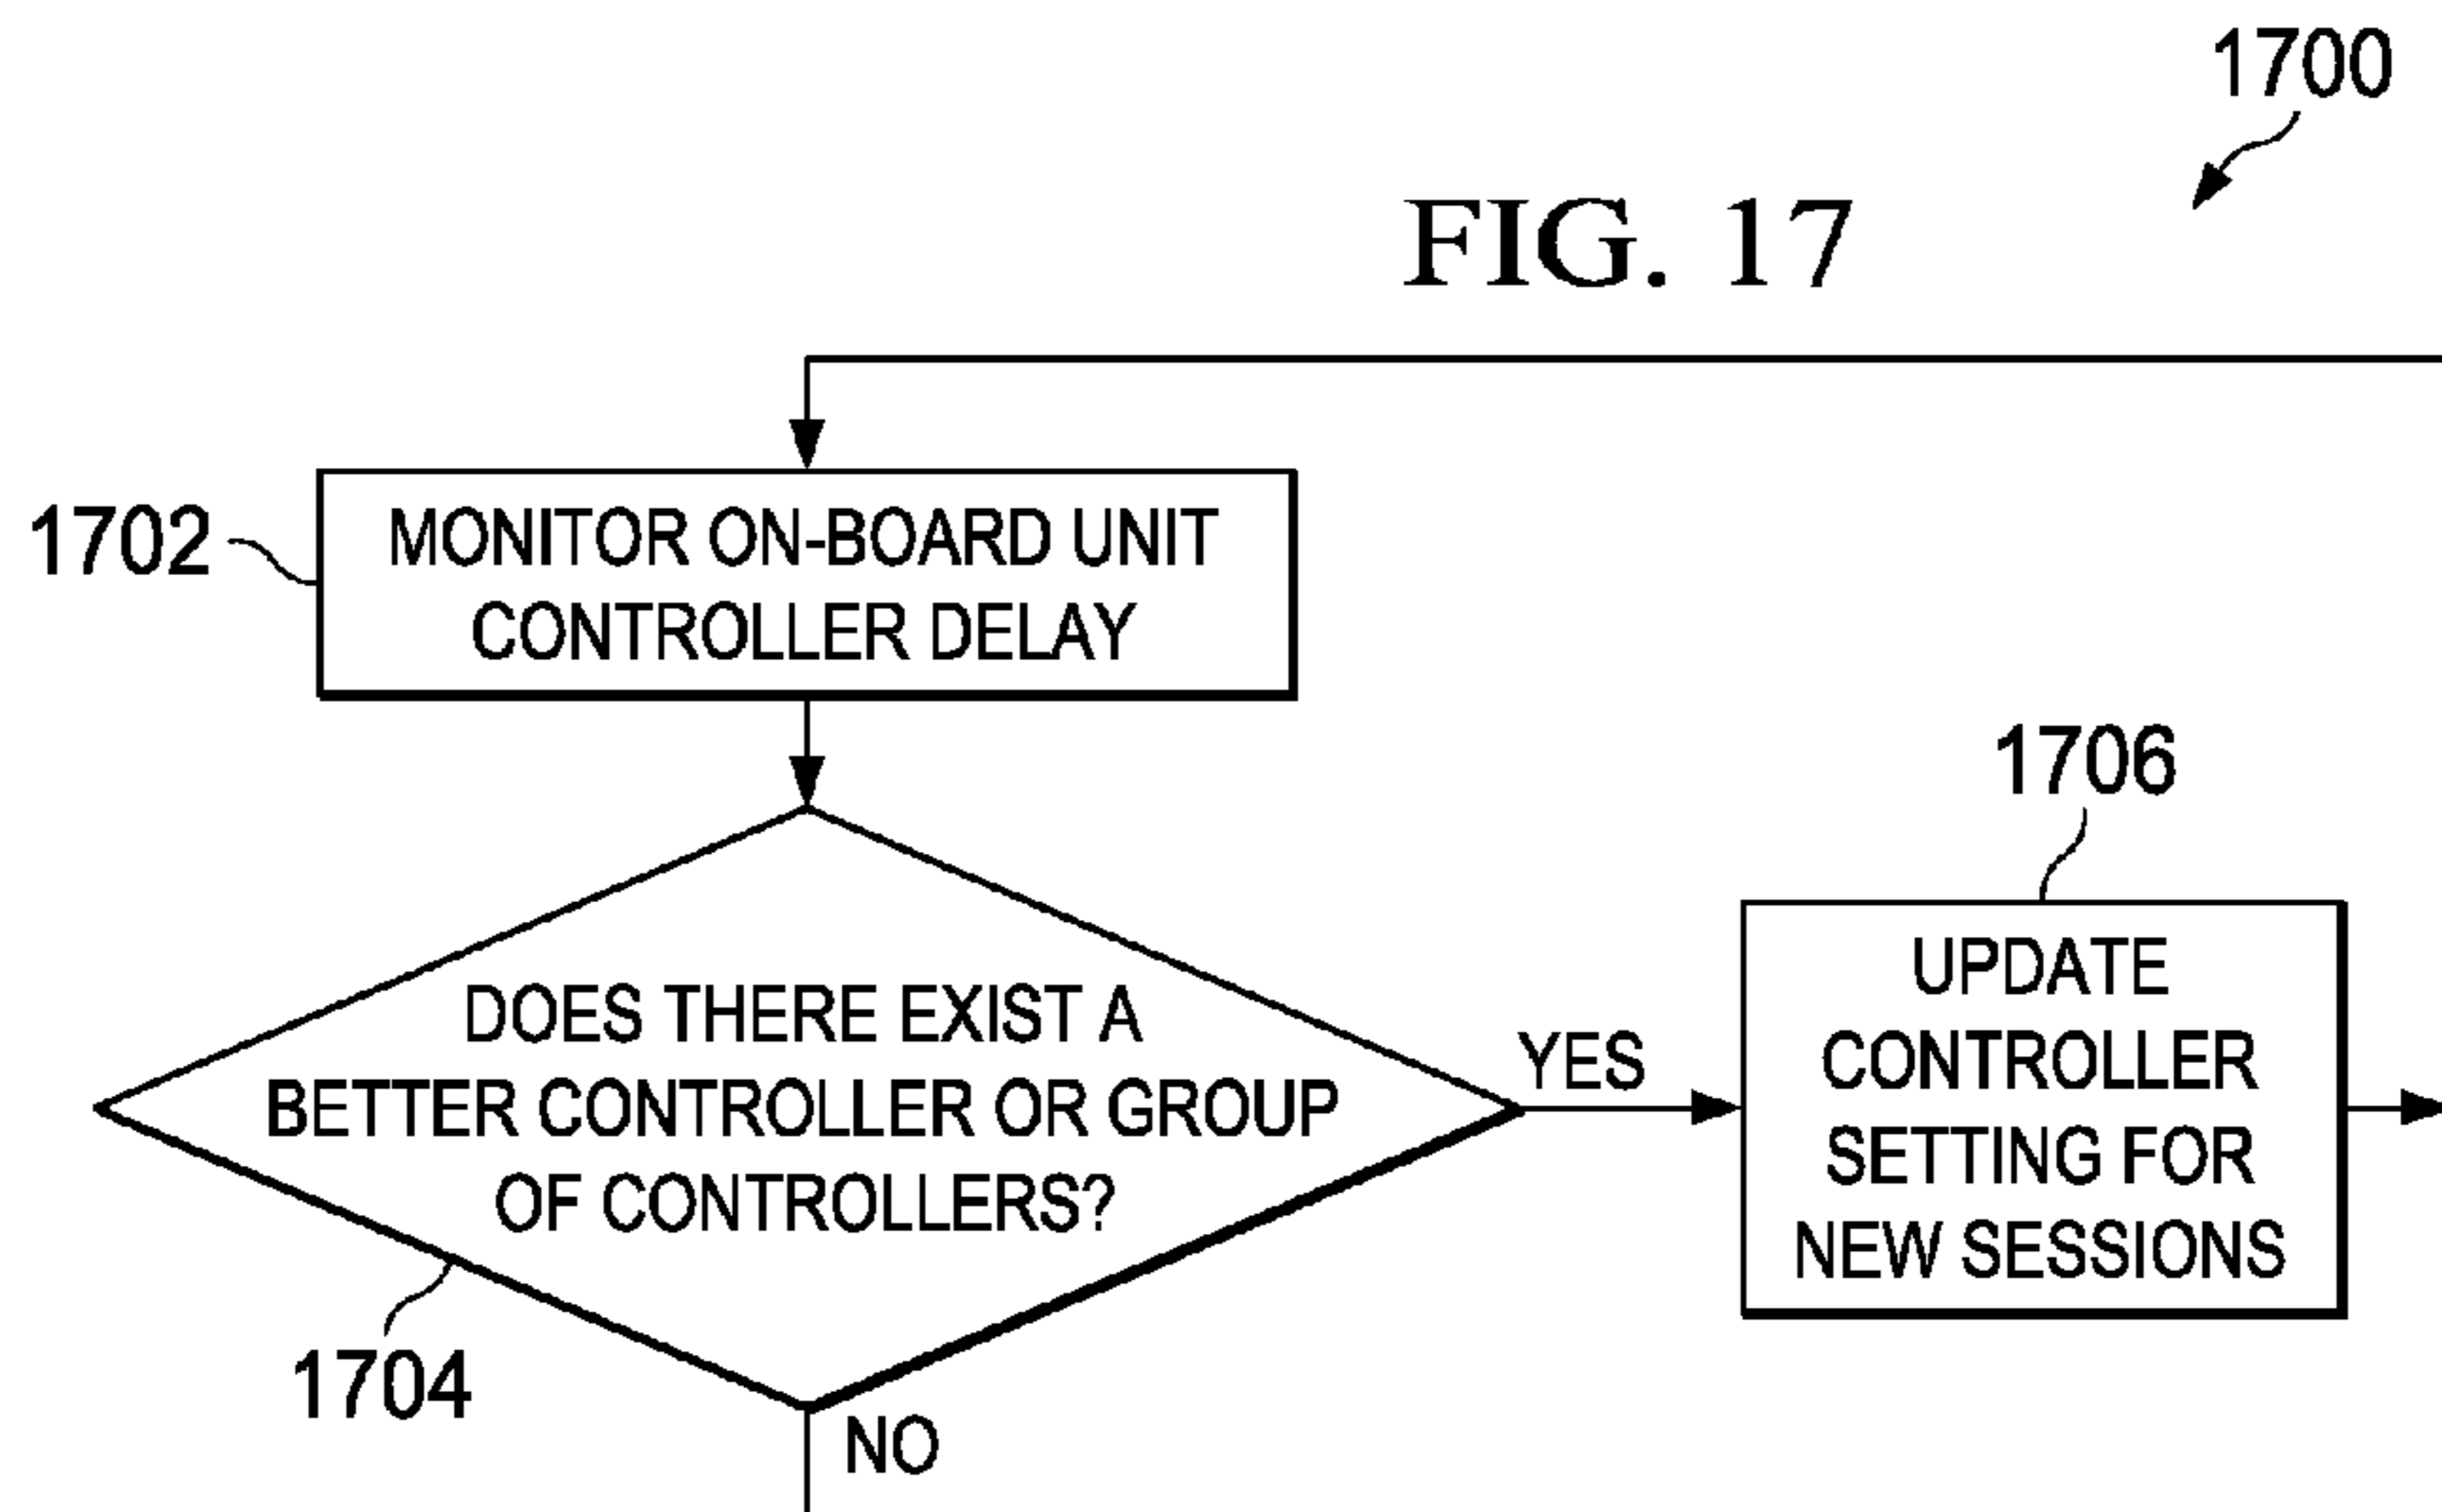 1700
FIG. 17
1702
MONITOR ON-BOARD UNIT
CONTROLLER DELAY
1706
DOES THERE EXIST A
BETTER CONTROLLER OR GROUP
OF CONTROLLERS?
YES
UPDATE
CONTROLLER
SETTING FOR
NEW SESSIONS
1704
NO